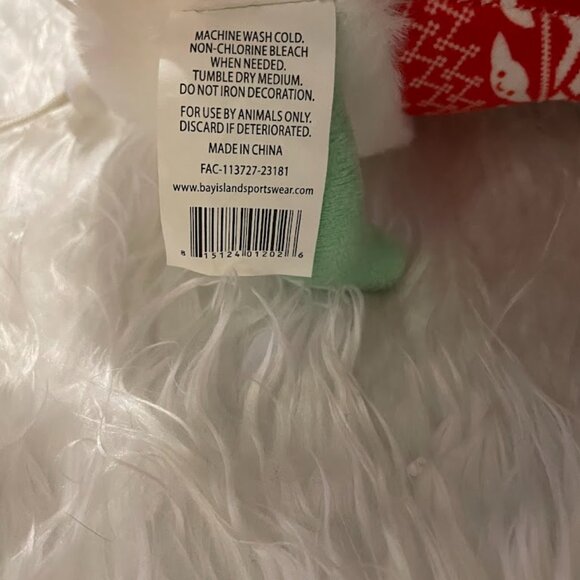 MACHINE WASH COLD.
NON-CHLORINE BLEACH
WHEN NEEDED.
TUMBLE DRY MEDIUM.
DO NOT IRON DECORATION.
FOR USE BY ANIMALS ONLY.
DISCARD IF DETERIORATED.
MADE IN CHINA
FAC-113727-23181
www.bayislandsportswear.com
8 15124 01202 6